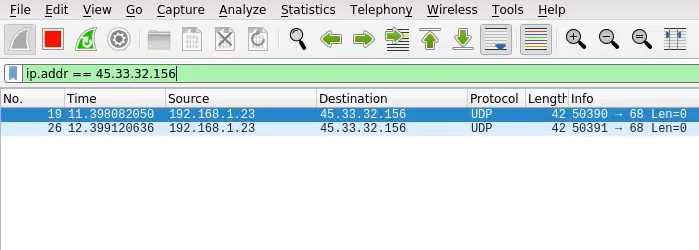 File Edit View Go Capture Analyze Statistics Telephony Wireless Tools Help
ip.addr == 45.33.32.156
No. Time Source Destination Protocol Length Info
19 11.398082050 192.168.1.23 45.33.32.156 UDP 42 50390 → 68 Len=0
26 12.399120636 192.168.1.23 45.33.32.156 UDP 42 50391 → 68 Len=0